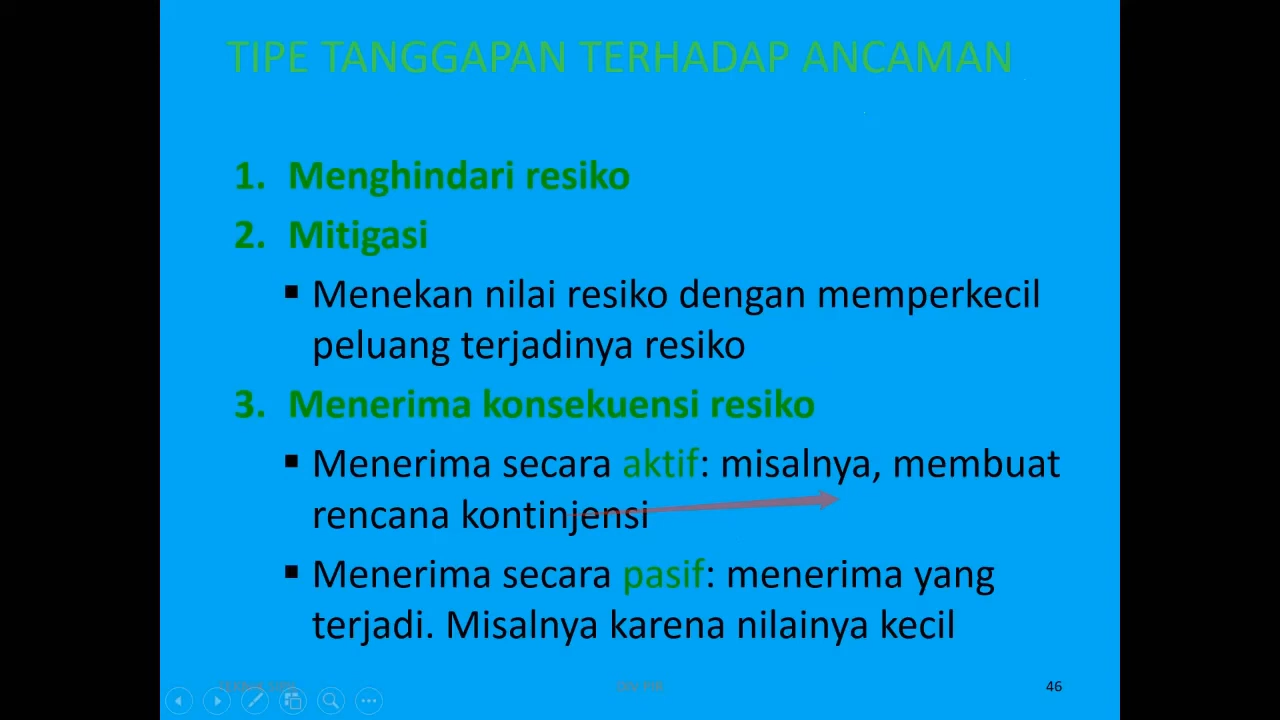 TIPE TANGGAPAN TERHADAP ANCAMAN
1. Menghindari resiko
2. Mitigasi
▪ Menekan nilai resiko dengan memperkecil
peluang terjadinya resiko
3. Menerima konsekuensi resiko
▪ Menerima secara aktif: misalnya, membuat
rencana kontinjensi
▪ Menerima secara pasif: menerima yang
terjadi. Misalnya karena nilainya kecil
46